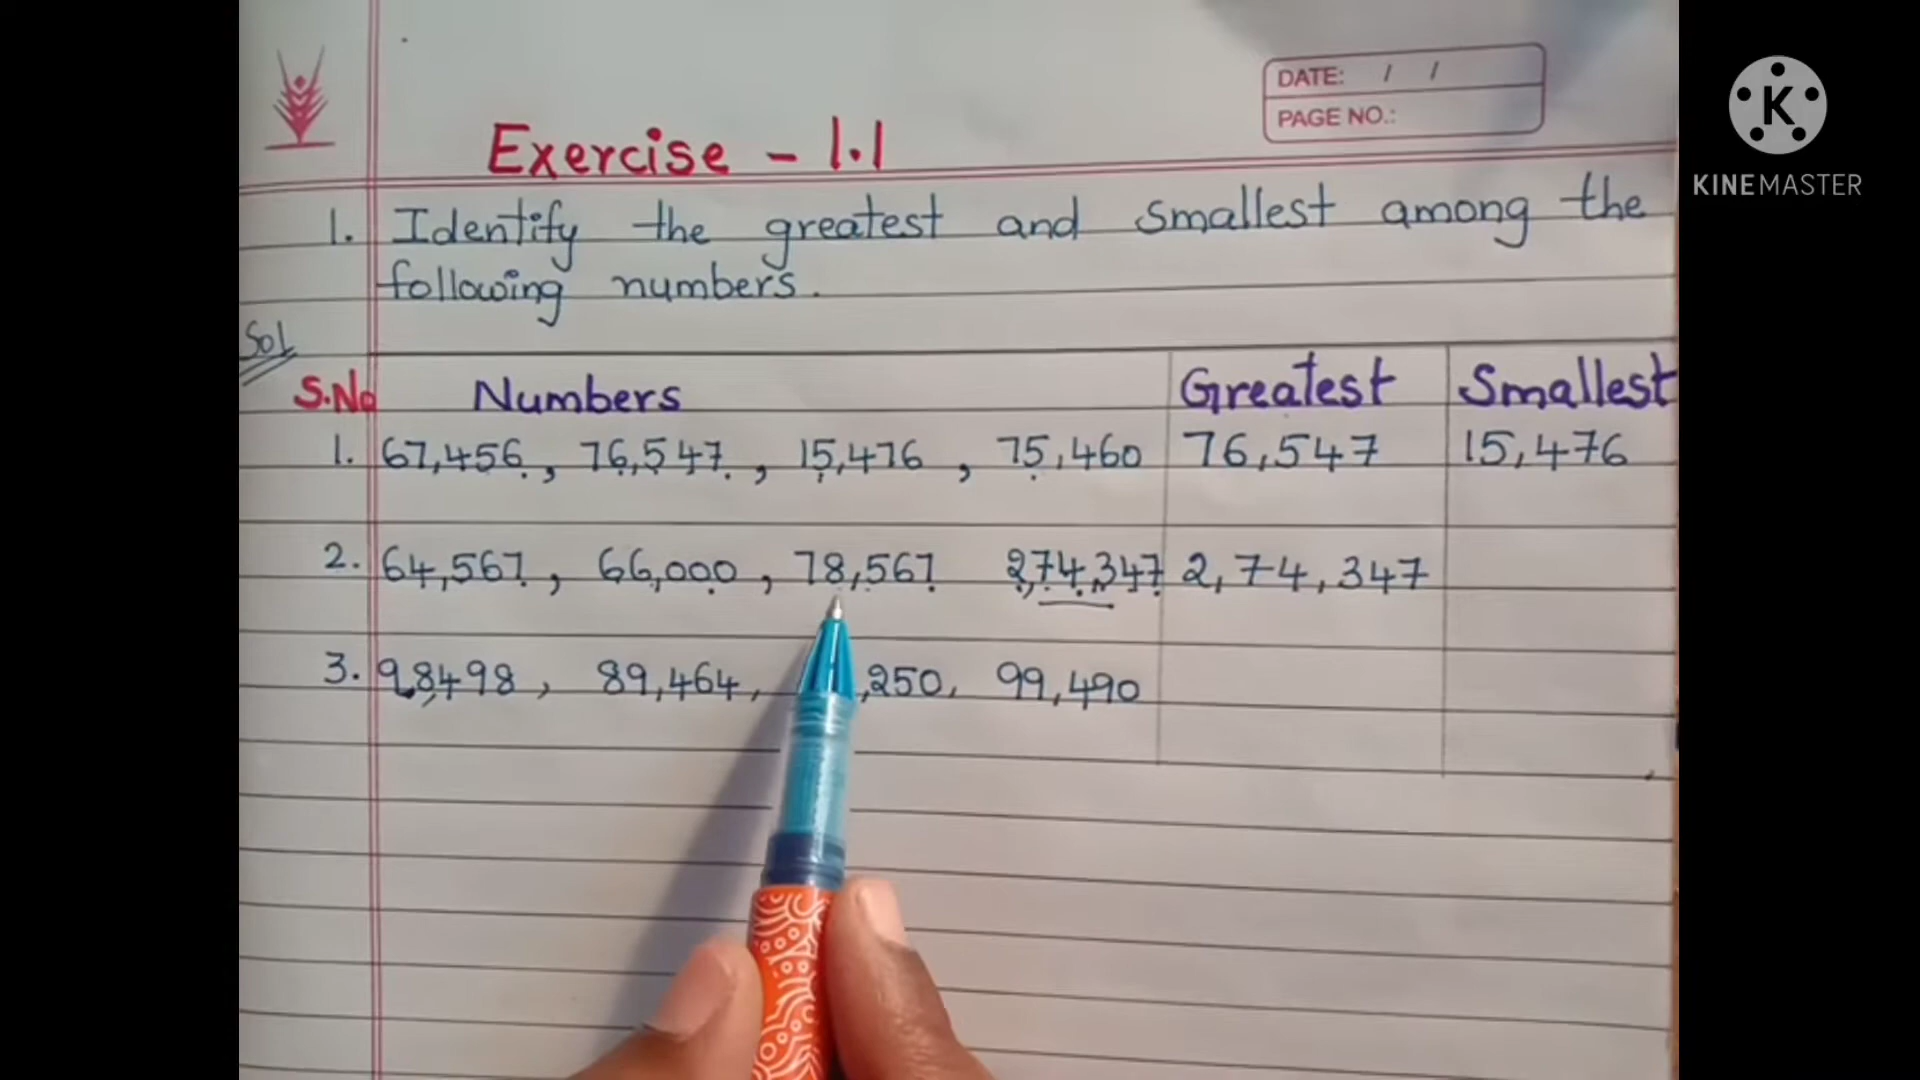 DATE: / /
PAGE NO.:
K
KINEMASTER
Exercise - 1.1
1. Identify the greatest and smallest among the
following numbers.
Sol
S.No Numbers Greatest Smallest
1. 67,456, 76,547, 15,476, 75,460 76,547 15,476
2. 64,567, 66,000, 78,567 2,74,347 2,74,347
3. 98,498, 89,464, ,250, 99,490